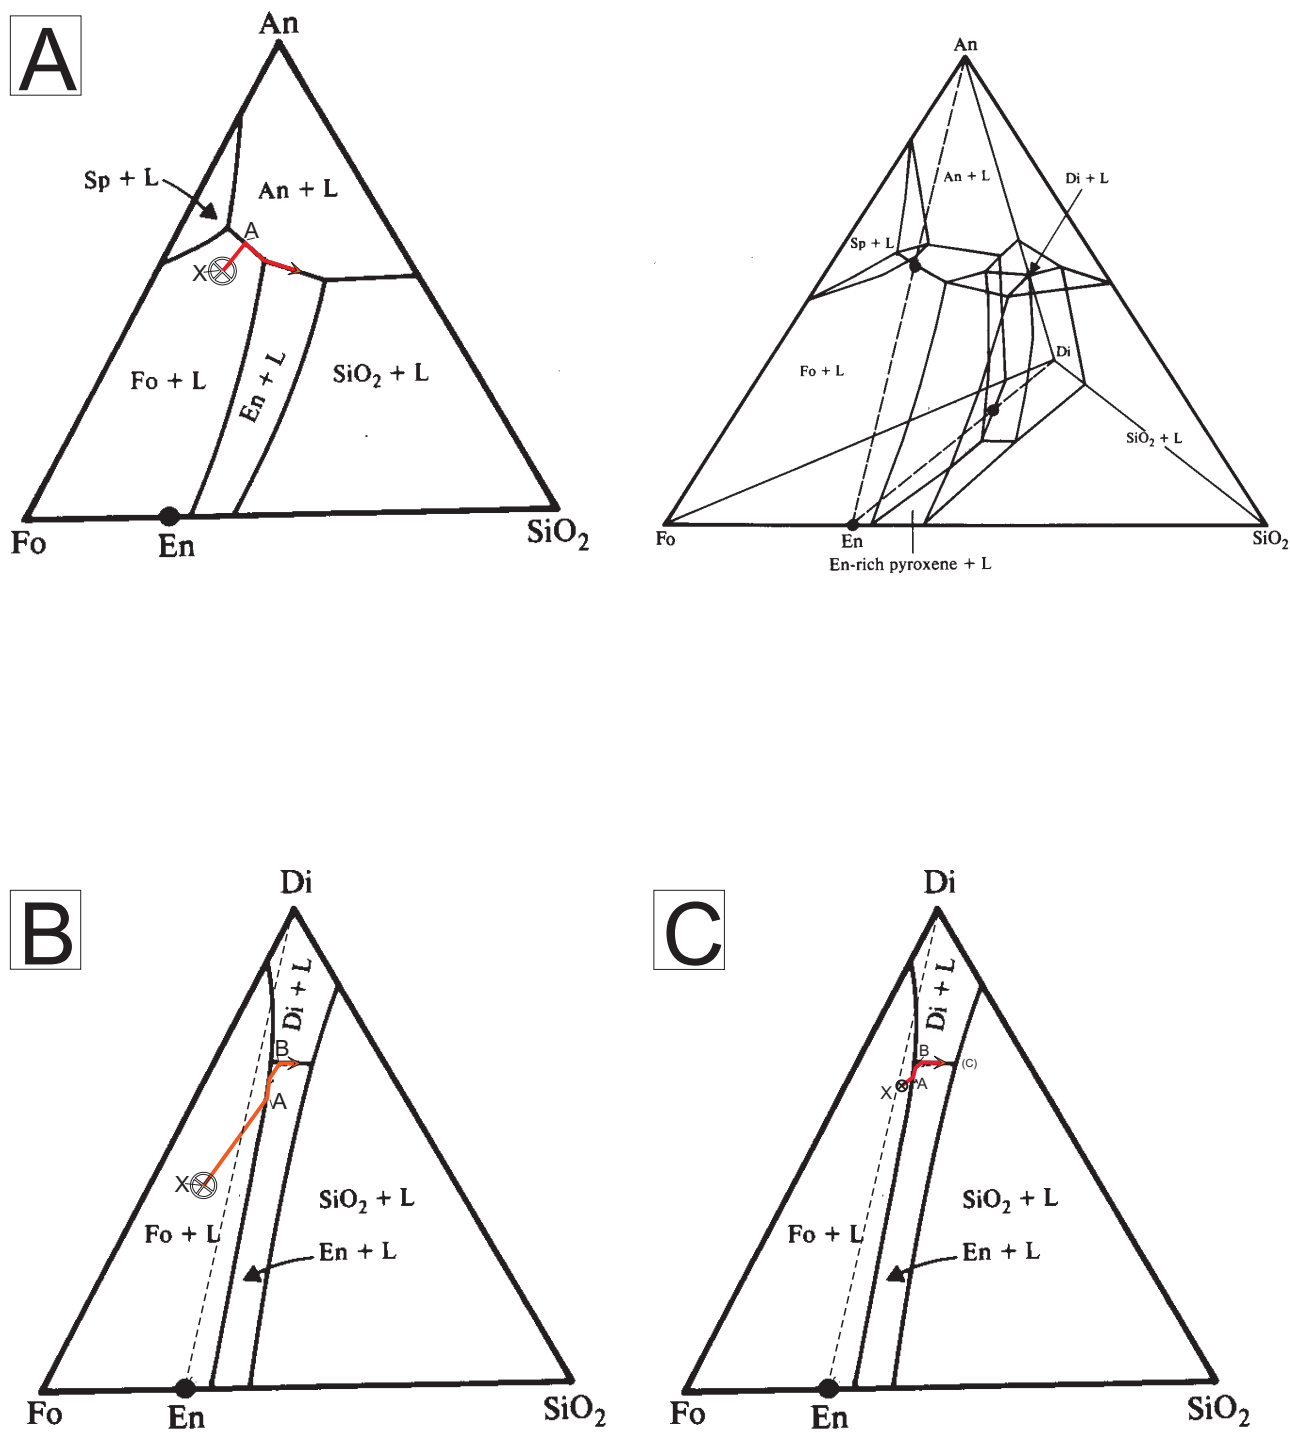 A
An
Sp + L
An + L
A
X
Fo + L
En + L
SiO₂ + L
Fo
En
SiO₂
An
An + L
Di + L
Sp + L
Di
Fo + L
SiO₂ + L
Fo
En
SiO₂
En-rich pyroxene + L
B
Di
Di + L
B
A
X
SiO₂ + L
Fo + L
En + L
Fo
En
SiO₂
C
Di
Di + L
B
(C)
X
A
SiO₂ + L
Fo + L
En + L
Fo
En
SiO₂